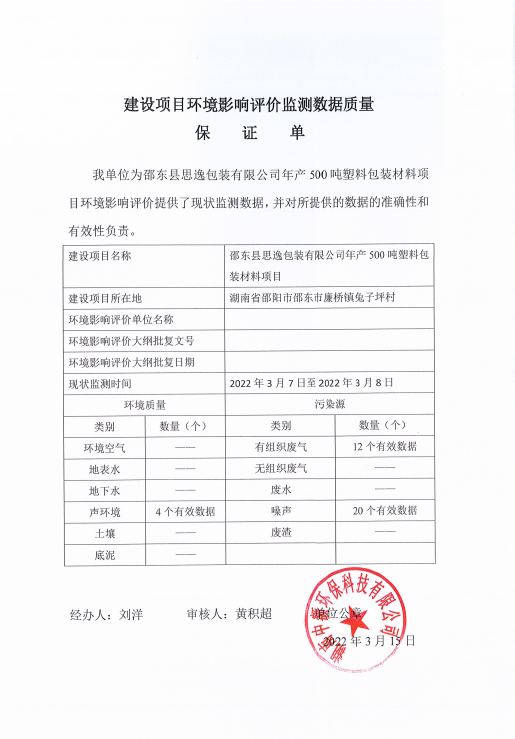 建设项目环境影响评价监测数据质量
保 证 单
我单位为邵东县思逸包装有限公司年产 500 吨塑料包装材料项
目环境影响评价提供了现状监测数据，并对所提供的数据的准确性和
有效性负责。
建设项目名称 邵东县思逸包装有限公司年产 500 吨塑料包
装材料项目
建设项目所在地 湖南省邵阳市邵东市廉桥镇兔子坪村
环境影响评价单位名称
环境影响评价大纲批复文号
环境影响评价大纲批复日期
现状监测时间 2022 年 3 月 7 日至 2022 年 3 月 8 日
环境质量 污染源
类别 数量（个） 类别 数量（个）
环境空气 —— 有组织废气 12 个有效数据
地表水 —— 无组织废气 ——
地下水 —— 废水 ——
声环境 4 个有效数据 噪声 20 个有效数据
土壤 —— 废渣 ——
底泥 ——
经办人：刘洋 审核人：黄积超 单位公章
2022 年 3 月 15 日
环保科技有限公司